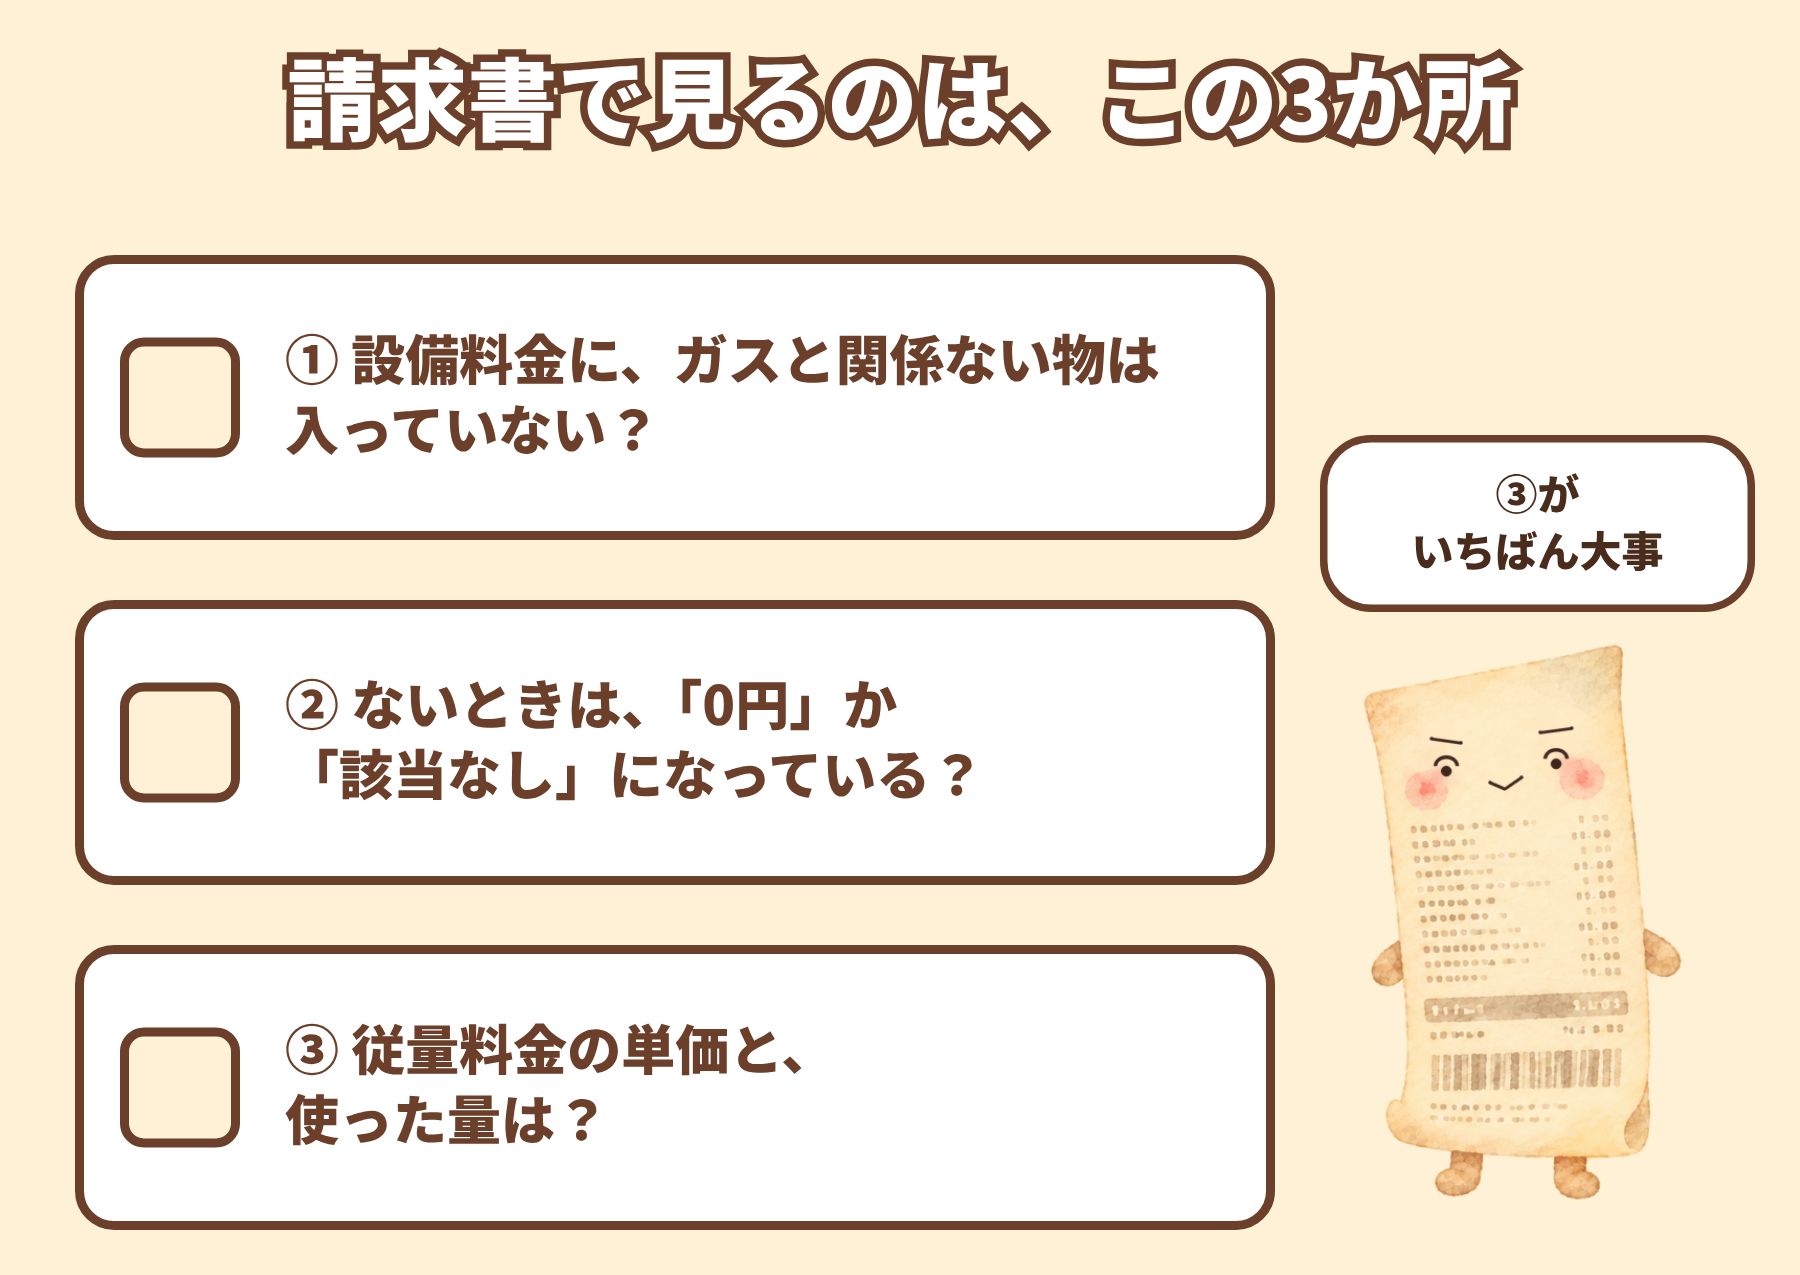 請求書で見るのは、この3か所
① 設備料金に、ガスと関係ない物は
入っていない？
② ないときは、「0円」か
「該当なし」になっている？
③ 従量料金の単価と、
使った量は？
③が
いちばん大事